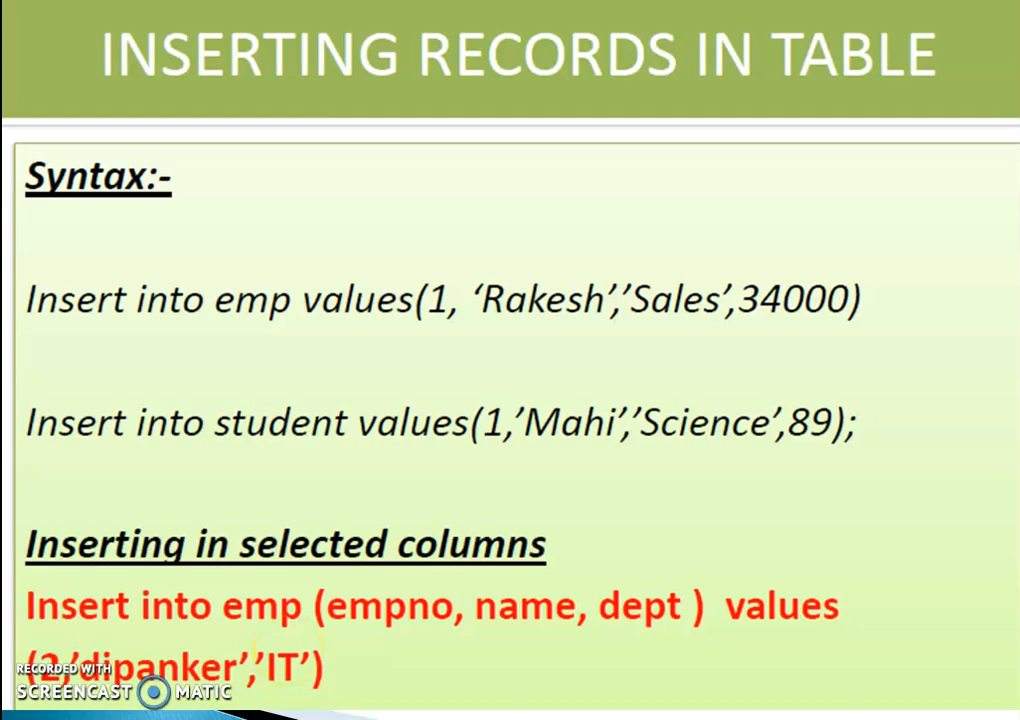 INSERTING RECORDS IN TABLE
Syntax:-
Insert into emp values(1, ‘Rakesh’,’Sales’,34000)
Insert into student values(1,’Mahi’,’Science’,89);
Inserting in selected columns
Insert into emp (empno, name, dept ) values
(2,’dipanker’,’IT’)
RECORDED WITH
SCREENCAST MATIC